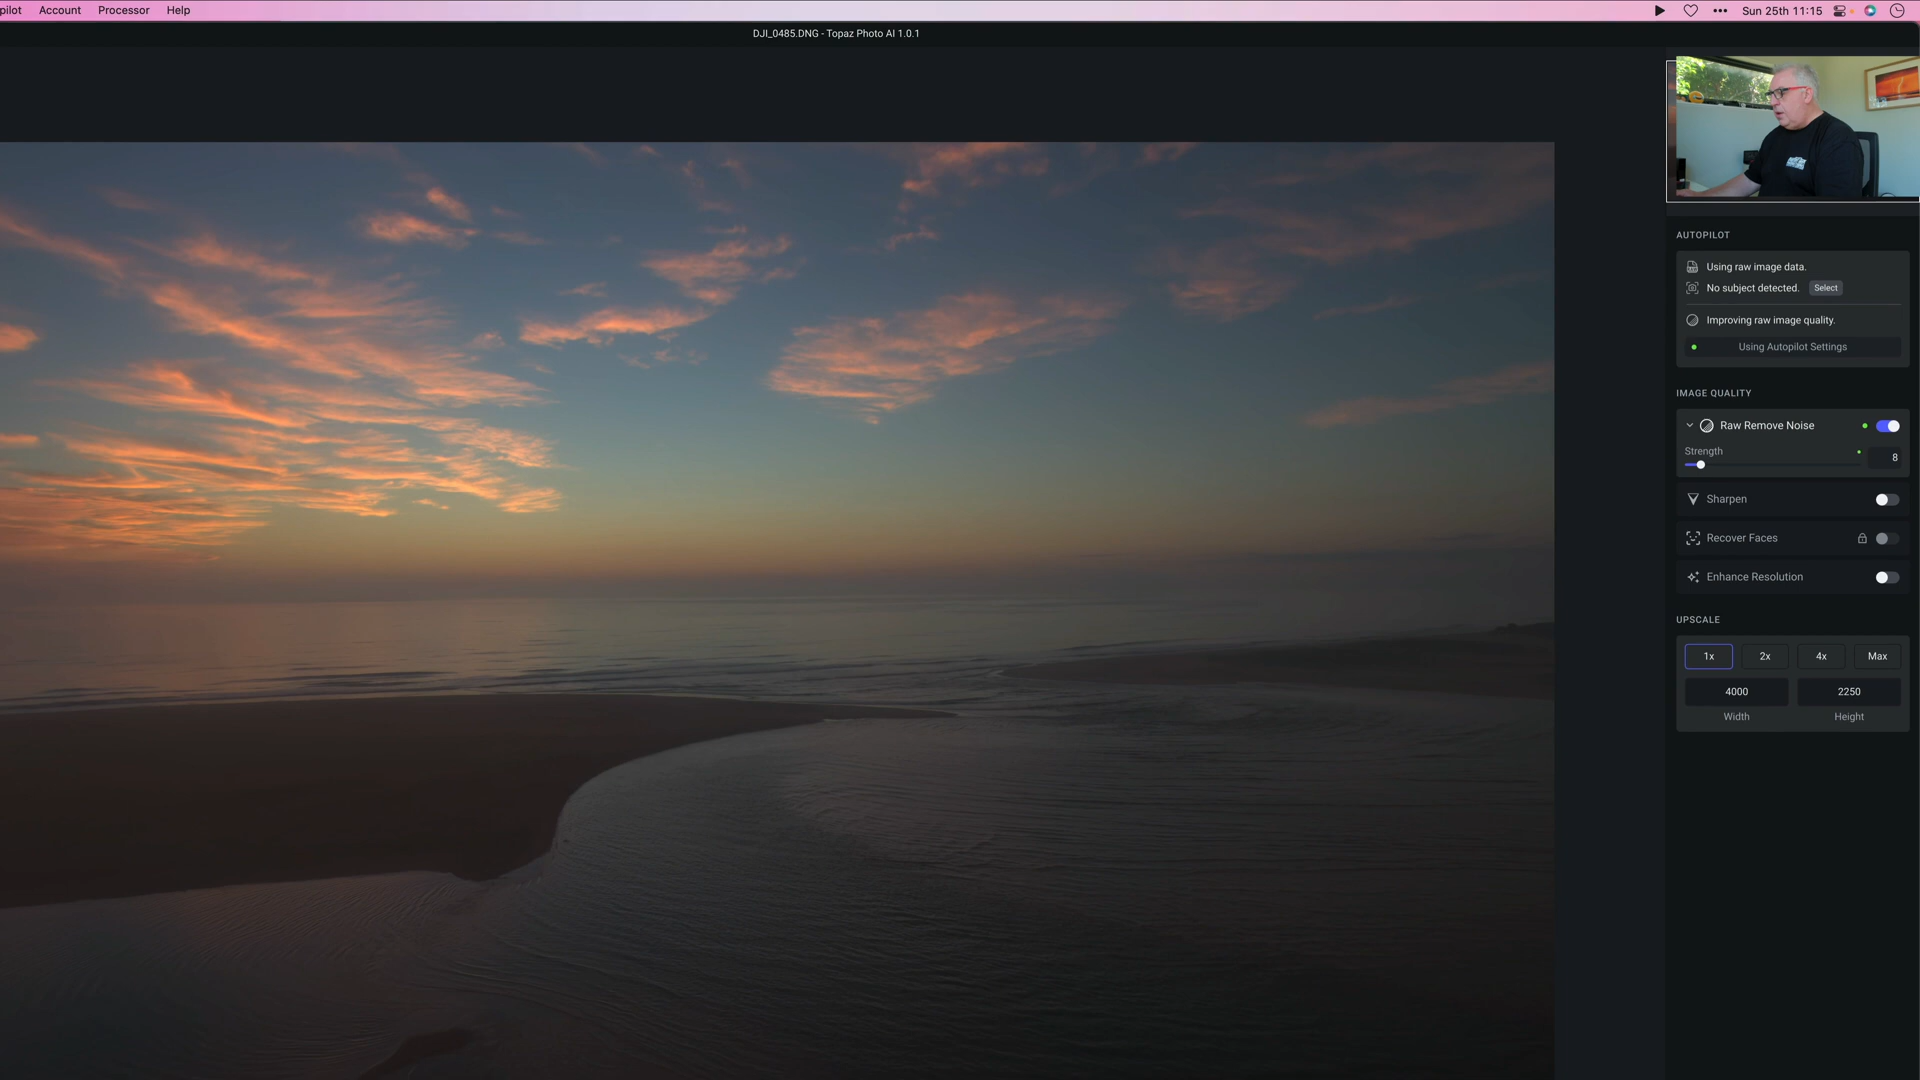 pilot Account Processor Help
Sun 25th 11:15
DJI_0485.DNG - Topaz Photo AI 1.0.1
AUTOPILOT
Using raw image data.
No subject detected. Select
Improving raw image quality.
Using Autopilot Settings
IMAGE QUALITY
Raw Remove Noise
Strength 8
Sharpen
Recover Faces
Enhance Resolution
UPSCALE
1x 2x 4x Max
4000 2250
Width Height